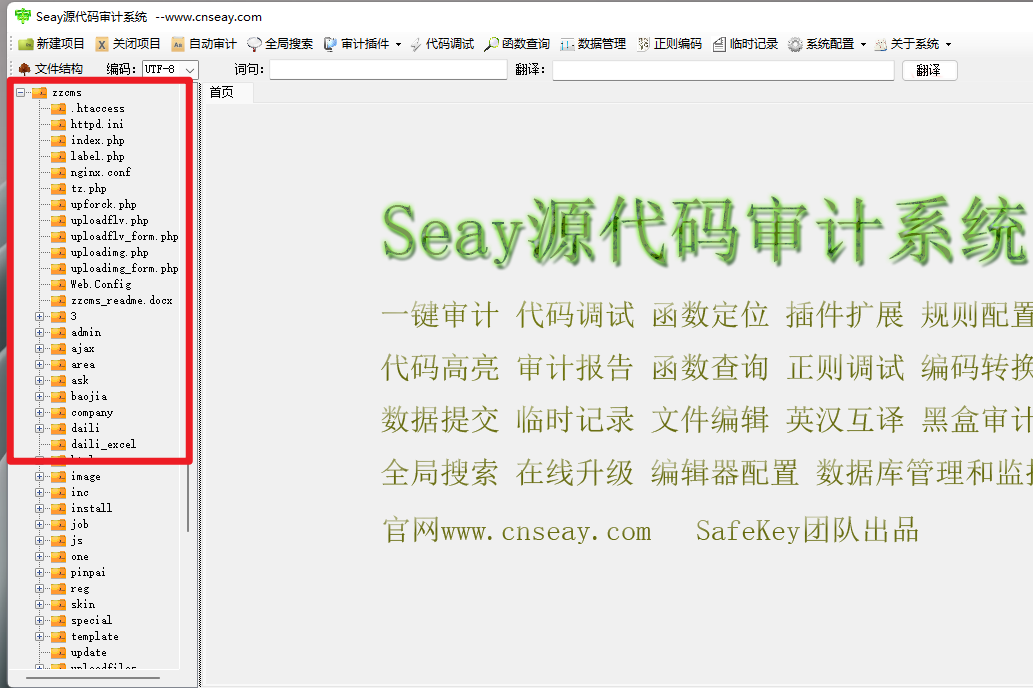 Seay源代码审计系统 --www.cnseay.com
新建项目 关闭项目 自动审计 全局搜索 审计插件 代码调试 函数查询 数据管理 正则编码 临时记录 系统配置 关于系统
文件结构 编码: UTF-8 词句: 翻译: 翻译
首页
zzcms
.htaccess
httpd.ini
index.php
label.php
nginx.conf
tz.php
upforck.php
uploadflv.php
uploadflv_form.php
uploadimg.php
uploadimg_form.php
Web.Config
zzcms_readme.docx
3
admin
ajax
area
ask
baojia
company
daili
daili_excel
image
inc
install
job
js
one
pinpai
reg
skin
special
template
update
Seay源代码审计系统
一键审计 代码调试 函数定位 插件扩展 规则配置
代码高亮 审计报告 函数查询 正则调试 编码转换
数据提交 临时记录 文件编辑 英汉互译 黑盒审计
全局搜索 在线升级 编辑器配置 数据库管理和监
官网www.cnseay.com SafeKey团队出品